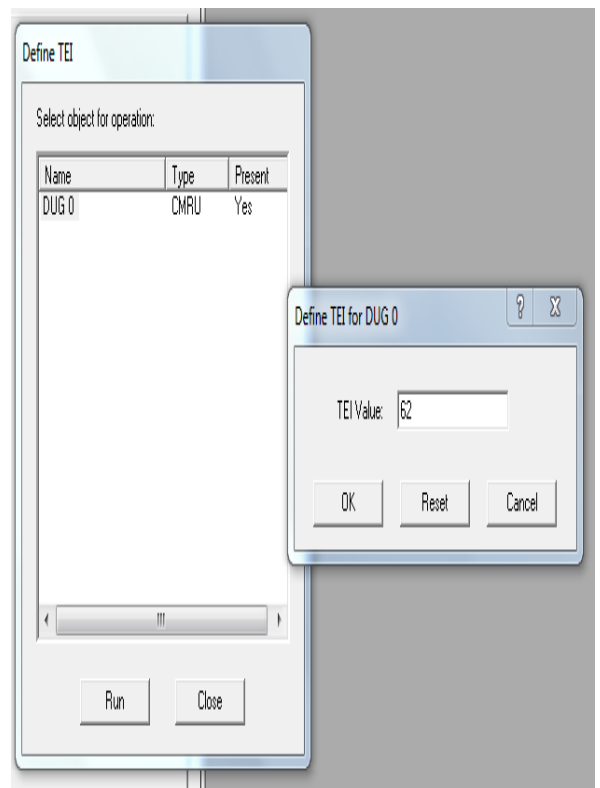 Define TEI
Select object for operation:
Name Type Present
DUG 0 CMRU Yes
Run Close
Define TEI for DUG 0
TEI Value: 62
OK Reset Cancel